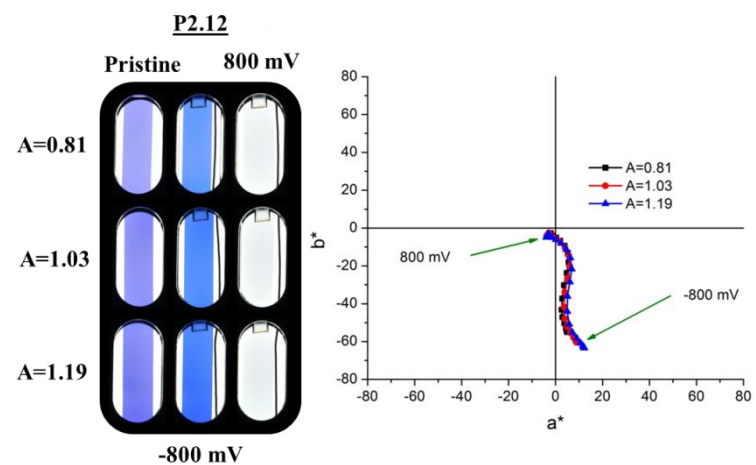 P2.12
Pristine
800 mV
A=0.81
A=1.03
A=1.19
-800 mV
80
60
40
20
0
-20
-40
-60
-80
b*
A=0.81
A=1.03
A=1.19
800 mV
-800 mV
-80
-60
-40
-20
0
20
40
60
80
a*